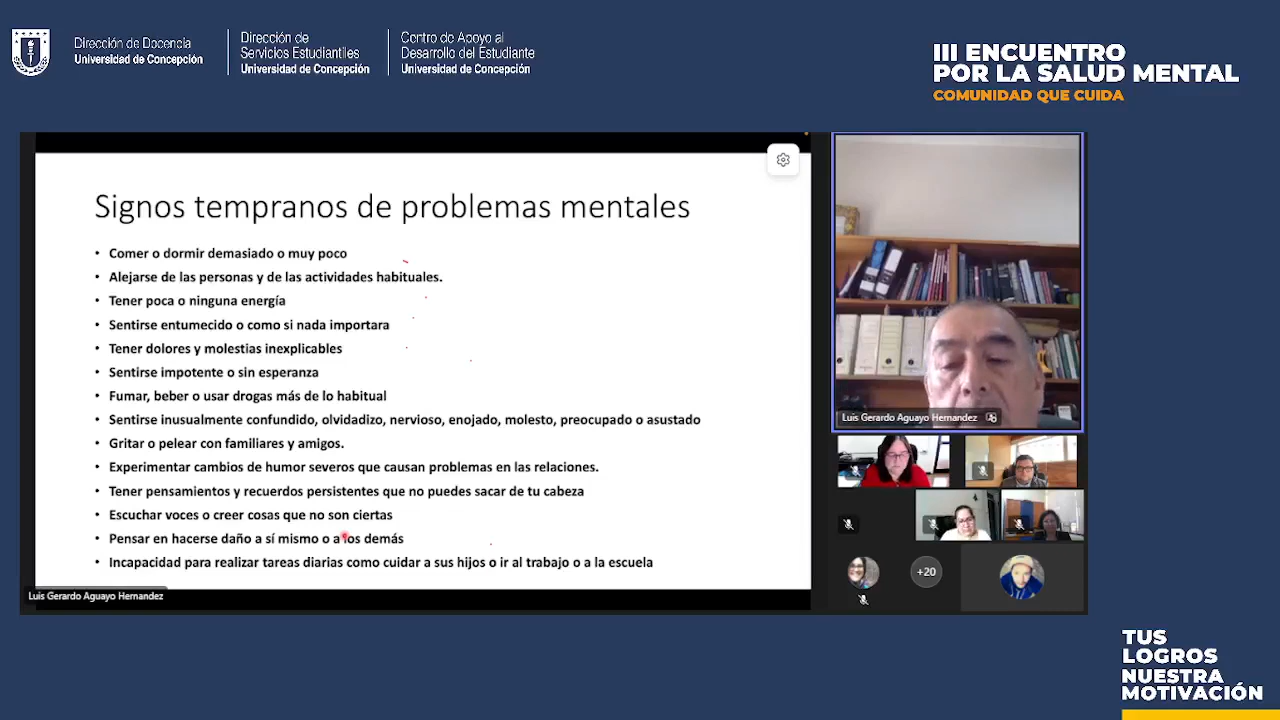 Dirección de Docencia
Universidad de Concepción
Dirección de
Servicios Estudiantiles
Universidad de Concepción
Centro de Apoyo al
Desarrollo del Estudiante
Universidad de Concepción
III ENCUENTRO
POR LA SALUD MENTAL
COMUNIDAD QUE CUIDA
Signos tempranos de problemas mentales
• Comer o dormir demasiado o muy poco
• Alejarse de las personas y de las actividades habituales.
• Tener poca o ninguna energía
• Sentirse entumecido o como si nada importara
• Tener dolores y molestias inexplicables
• Sentirse impotente o sin esperanza
• Fumar, beber o usar drogas más de lo habitual
• Sentirse inusualmente confundido, olvidadizo, nervioso, enojado, molesto, preocupado o asustado
• Gritar o pelear con familiares y amigos.
• Experimentar cambios de humor severos que causan problemas en las relaciones.
• Tener pensamientos y recuerdos persistentes que no puedes sacar de tu cabeza
• Escuchar voces o creer cosas que no son ciertas
• Pensar en hacerse daño a sí mismo o a los demás
• Incapacidad para realizar tareas diarias como cuidar a sus hijos o ir al trabajo o a la escuela
Luis Gerardo Aguayo Hernandez
Luis Gerardo Aguayo Hernandez
+20
TUS
LOGROS
NUESTRA
MOTIVACIÓN